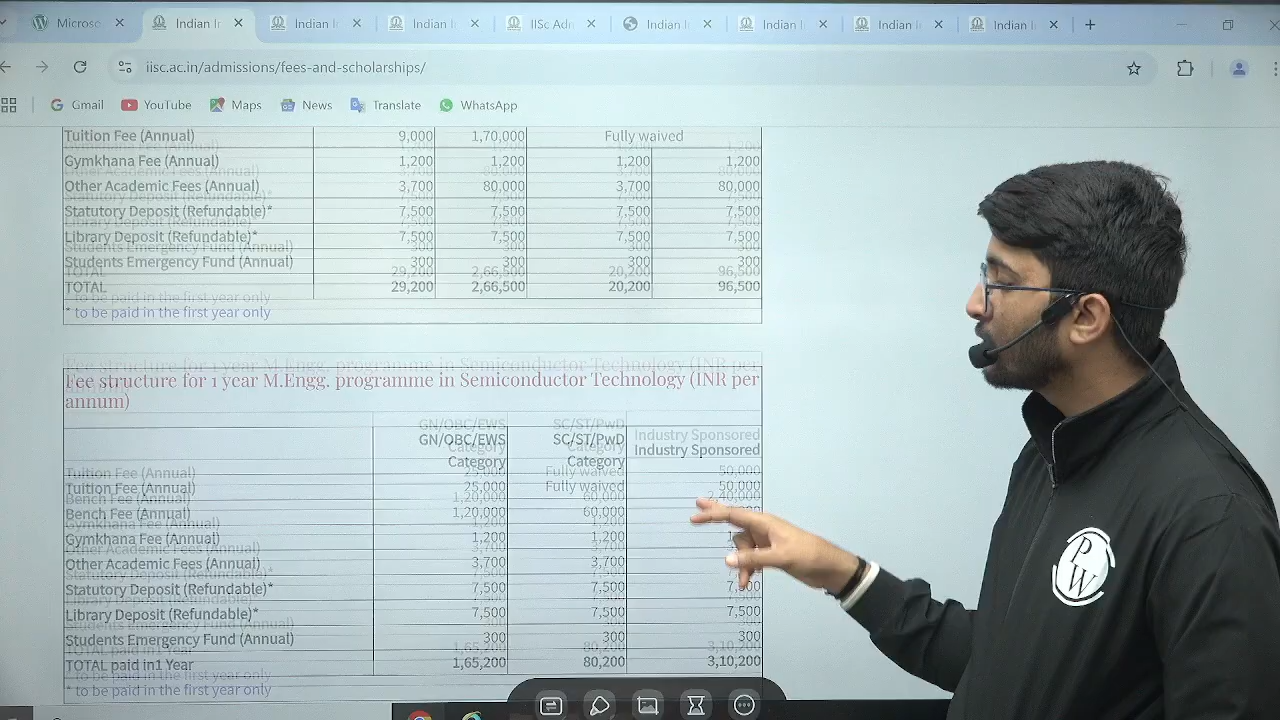 Microso
Indian I
Indian I
Indian I
IISc Adm
Indian I
Indian I
Indian I
Indian I
iisc.ac.in/admissions/fees-and-scholarships/
Gmail YouTube Maps News Translate WhatsApp
Tuition Fee (Annual) 9,000 1,70,000 Fully waived
Gymkhana Fee (Annual) 1,200 1,200 1,200 1,200
Other Academic Fees (Annual) 3,700 80,000 3,700 80,000
Statutory Deposit (Refundable)* 7,500 7,500 7,500 7,500
Library Deposit (Refundable)* 7,500 7,500 7,500 7,500
Students Emergency Fund (Annual) 300 300 300 300
TOTAL 29,200 2,66,500 20,200 96,500
* to be paid in the first year only
Fee structure for 1 year M.Engg. programme in Semiconductor Technology (INR per
annum)
GN/OBC/EWS Category SC/ST/PwD Category Industry Sponsored
Tuition Fee (Annual) 25,000 Fully waived 50,000
Bench Fee (Annual) 1,20,000 60,000
Gymkhana Fee (Annual) 1,200 1,200
Other Academic Fees (Annual) 3,700 3,700
Statutory Deposit (Refundable)* 7,500 7,500 7,500
Library Deposit (Refundable)* 7,500 7,500 7,500
Students Emergency Fund (Annual) 300 300 300
TOTAL paid in1 Year 1,65,200 80,200 3,10,200
* to be paid in the first year only
PW